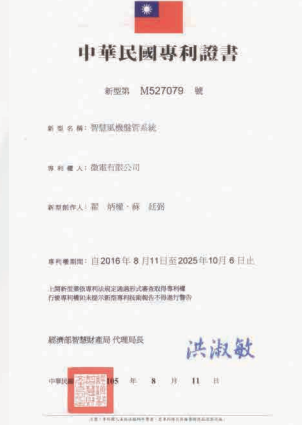 中華民國專利證書
新型第 M527079 號
新型名稱：智慧風機盤管系統
專利權人：徵電有限公司
新型創作人：翟 炳權、蘇 鈺弼
專利權期間：自2016年8月11日至2025年10月6日止
上開新型業依專利法規定通過形式審查取得專利權
行使專利權如未提示新型專利技術報告不得進行警告
經濟部智慧財產局 代理局長
洪淑敏
中華民國 105 年 8 月 11 日